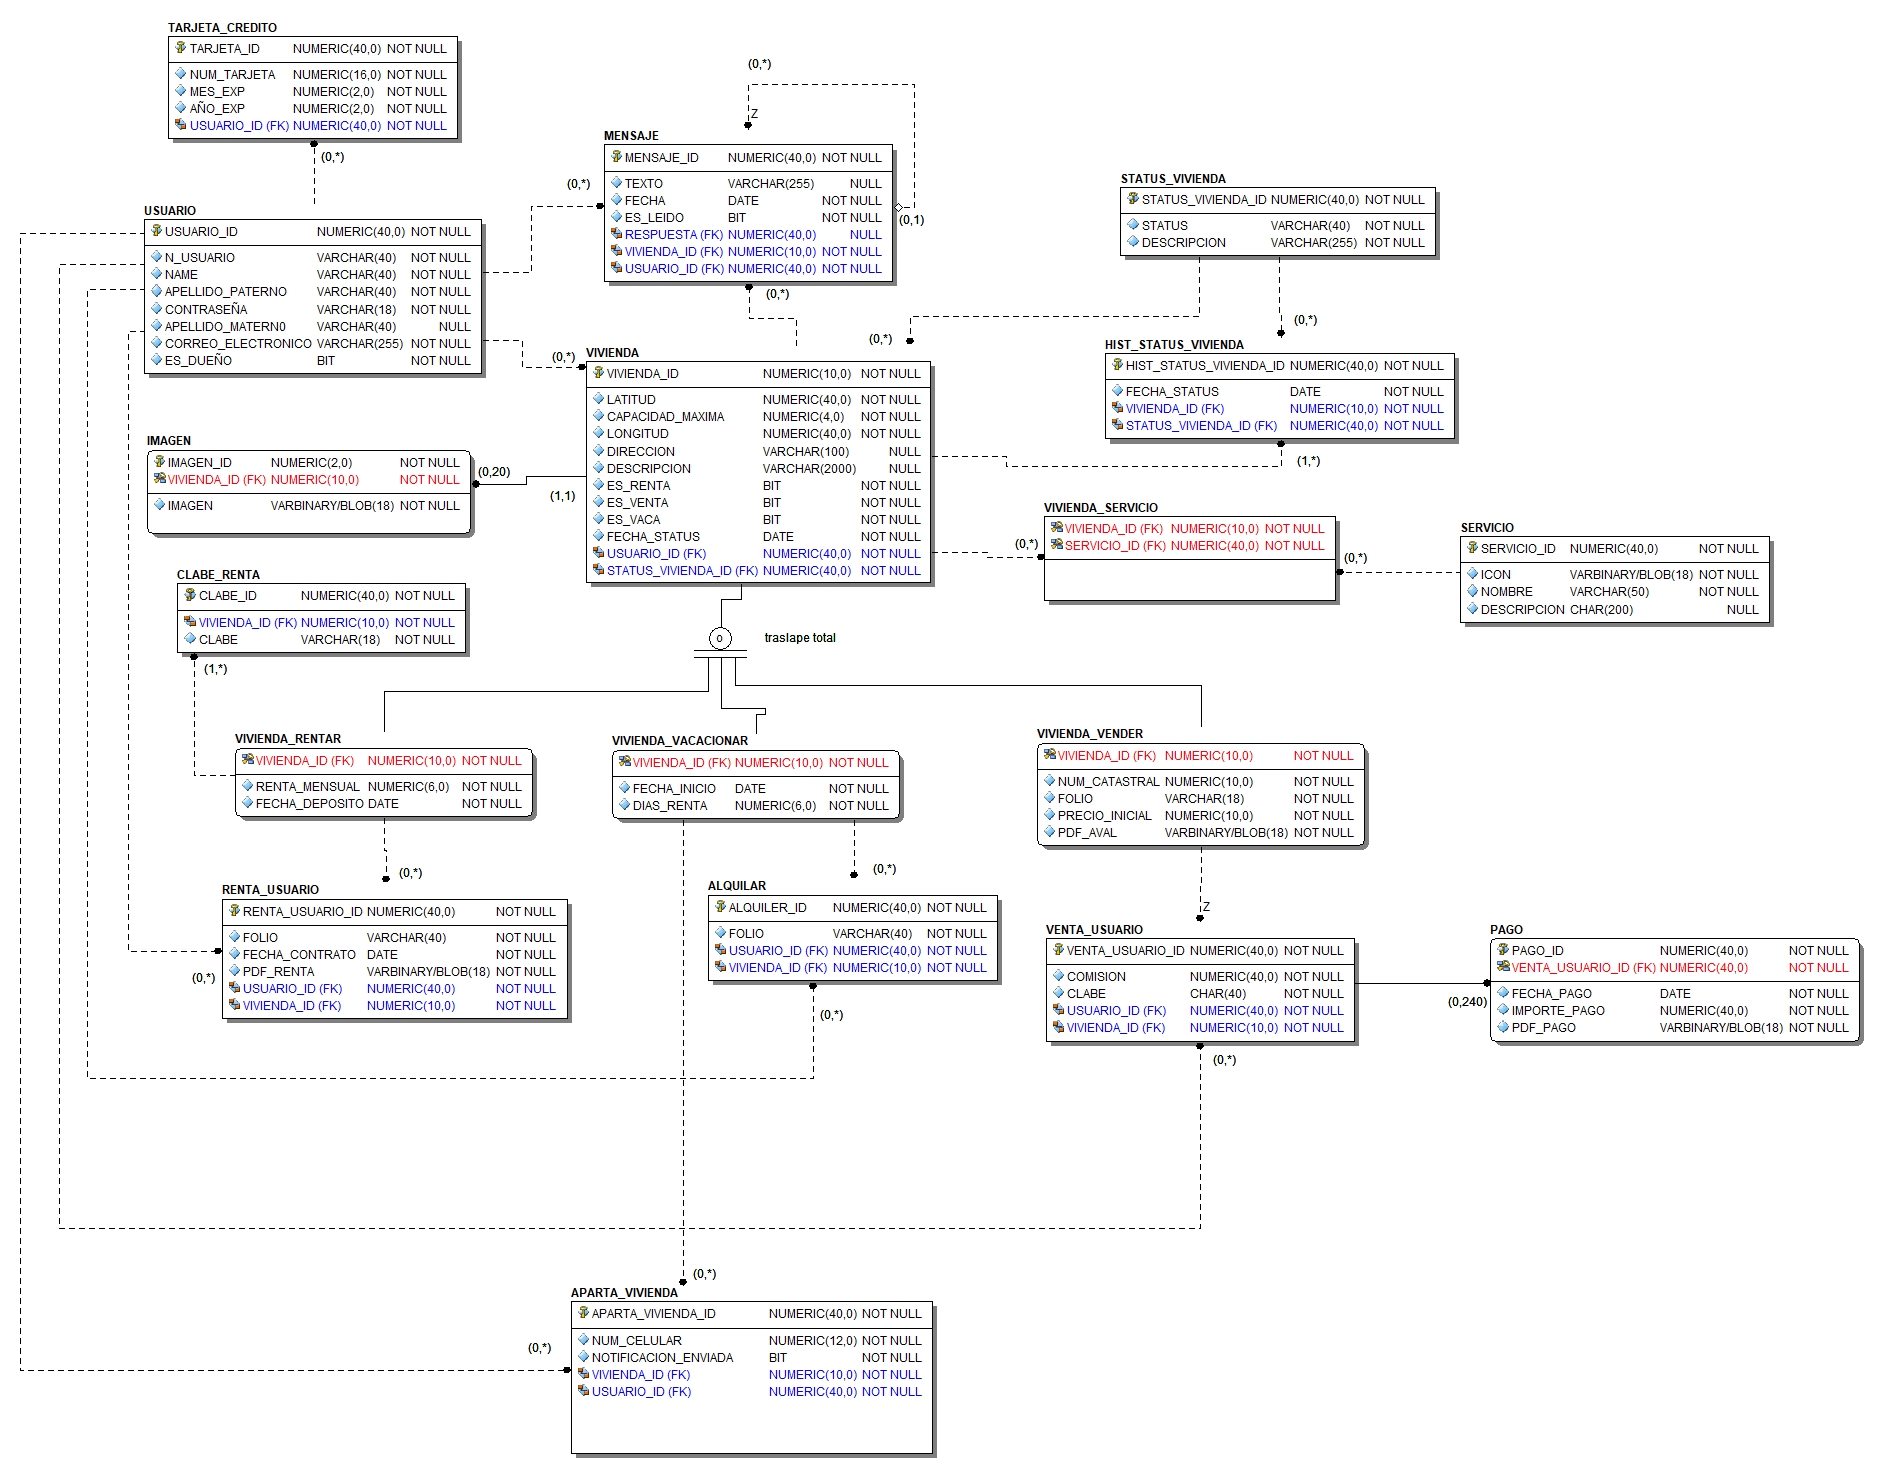 TARJETA_CREDITO
TARJETA_ID NUMERIC(40,0) NOT NULL
NUM_TARJETA NUMERIC(16,0) NOT NULL
MES_EXP NUMERIC(2,0) NOT NULL
AÑO_EXP NUMERIC(2,0) NOT NULL
USUARIO_ID (FK) NUMERIC(40,0) NOT NULL
(0,*)
(0,*)
Z
MENSAJE
MENSAJE_ID NUMERIC(40,0) NOT NULL
TEXTO VARCHAR(255) NULL
FECHA DATE NOT NULL
ES_LEIDO BIT NOT NULL
RESPUESTA (FK) NUMERIC(40,0) NULL
VIVIENDA_ID (FK) NUMERIC(10,0) NOT NULL
USUARIO_ID (FK) NUMERIC(40,0) NOT NULL
(0,*)
(0,1)
(0,*)
STATUS_VIVIENDA
STATUS_VIVIENDA_ID NUMERIC(40,0) NOT NULL
STATUS VARCHAR(40) NOT NULL
DESCRIPCION VARCHAR(255) NOT NULL
(0,*)
(0,*)
USUARIO
USUARIO_ID NUMERIC(40,0) NOT NULL
N_USUARIO VARCHAR(40) NOT NULL
NAME VARCHAR(40) NOT NULL
APELLIDO_PATERNO VARCHAR(40) NOT NULL
CONTRASEÑA VARCHAR(18) NOT NULL
APELLIDO_MATERN0 VARCHAR(40) NULL
CORREO_ELECTRONICO VARCHAR(255) NOT NULL
ES_DUEÑO BIT NOT NULL
(0,*)
VIVIENDA
VIVIENDA_ID NUMERIC(10,0) NOT NULL
LATITUD NUMERIC(40,0) NOT NULL
CAPACIDAD_MAXIMA NUMERIC(4,0) NOT NULL
LONGITUD NUMERIC(40,0) NOT NULL
DIRECCION VARCHAR(100) NULL
DESCRIPCION VARCHAR(2000) NULL
ES_RENTA BIT NOT NULL
ES_VENTA BIT NOT NULL
ES_VACA BIT NOT NULL
FECHA_STATUS DATE NOT NULL
USUARIO_ID (FK) NUMERIC(40,0) NOT NULL
STATUS_VIVIENDA_ID (FK) NUMERIC(40,0) NOT NULL
HIST_STATUS_VIVIENDA
HIST_STATUS_VIVIENDA_ID NUMERIC(40,0) NOT NULL
FECHA_STATUS DATE NOT NULL
VIVIENDA_ID (FK) NUMERIC(10,0) NOT NULL
STATUS_VIVIENDA_ID (FK) NUMERIC(40,0) NOT NULL
(1,*)
IMAGEN
IMAGEN_ID NUMERIC(2,0) NOT NULL
VIVIENDA_ID (FK) NUMERIC(10,0) NOT NULL
IMAGEN VARBINARY/BLOB(18) NOT NULL
(0,20)
(1,1)
VIVIENDA_SERVICIO
VIVIENDA_ID (FK) NUMERIC(10,0) NOT NULL
SERVICIO_ID (FK) NUMERIC(40,0) NOT NULL
(0,*)
(0,*)
SERVICIO
SERVICIO_ID NUMERIC(40,0) NOT NULL
ICON VARBINARY/BLOB(18) NOT NULL
NOMBRE VARCHAR(50) NOT NULL
DESCRIPCION CHAR(200) NULL
CLABE_RENTA
CLABE_ID NUMERIC(40,0) NOT NULL
VIVIENDA_ID (FK) NUMERIC(10,0) NOT NULL
CLABE VARCHAR(18) NOT NULL
(1,*)
o
traslape total
VIVIENDA_RENTAR
VIVIENDA_ID (FK) NUMERIC(10,0) NOT NULL
RENTA_MENSUAL NUMERIC(6,0) NOT NULL
FECHA_DEPOSITO DATE NOT NULL
(0,*)
VIVIENDA_VACACIONAR
VIVIENDA_ID (FK) NUMERIC(10,0) NOT NULL
FECHA_INICIO DATE NOT NULL
DIAS_RENTA NUMERIC(6,0) NOT NULL
(0,*)
VIVIENDA_VENDER
VIVIENDA_ID (FK) NUMERIC(10,0) NOT NULL
NUM_CATASTRAL NUMERIC(10,0) NOT NULL
FOLIO VARCHAR(18) NOT NULL
PRECIO_INICIAL NUMERIC(10,0) NOT NULL
PDF_AVAL VARBINARY/BLOB(18) NOT NULL
Z
RENTA_USUARIO
RENTA_USUARIO_ID NUMERIC(40,0) NOT NULL
FOLIO VARCHAR(40) NOT NULL
FECHA_CONTRATO DATE NOT NULL
PDF_RENTA VARBINARY/BLOB(18) NOT NULL
USUARIO_ID (FK) NUMERIC(40,0) NOT NULL
VIVIENDA_ID (FK) NUMERIC(10,0) NOT NULL
(0,*)
ALQUILAR
ALQUILER_ID NUMERIC(40,0) NOT NULL
FOLIO VARCHAR(40) NOT NULL
USUARIO_ID (FK) NUMERIC(40,0) NOT NULL
VIVIENDA_ID (FK) NUMERIC(10,0) NOT NULL
(0,*)
VENTA_USUARIO
VENTA_USUARIO_ID NUMERIC(40,0) NOT NULL
COMISION NUMERIC(40,0) NOT NULL
CLABE CHAR(40) NOT NULL
USUARIO_ID (FK) NUMERIC(40,0) NOT NULL
VIVIENDA_ID (FK) NUMERIC(10,0) NOT NULL
(0,*)
(0,240)
PAGO
PAGO_ID NUMERIC(40,0) NOT NULL
VENTA_USUARIO_ID (FK) NUMERIC(40,0) NOT NULL
FECHA_PAGO DATE NOT NULL
IMPORTE_PAGO NUMERIC(40,0) NOT NULL
PDF_PAGO VARBINARY/BLOB(18) NOT NULL
(0,*)
(0,*)
APARTA_VIVIENDA
APARTA_VIVIENDA_ID NUMERIC(40,0) NOT NULL
NUM_CELULAR NUMERIC(12,0) NOT NULL
NOTIFICACION_ENVIADA BIT NOT NULL
VIVIENDA_ID (FK) NUMERIC(10,0) NOT NULL
USUARIO_ID (FK) NUMERIC(40,0) NOT NULL